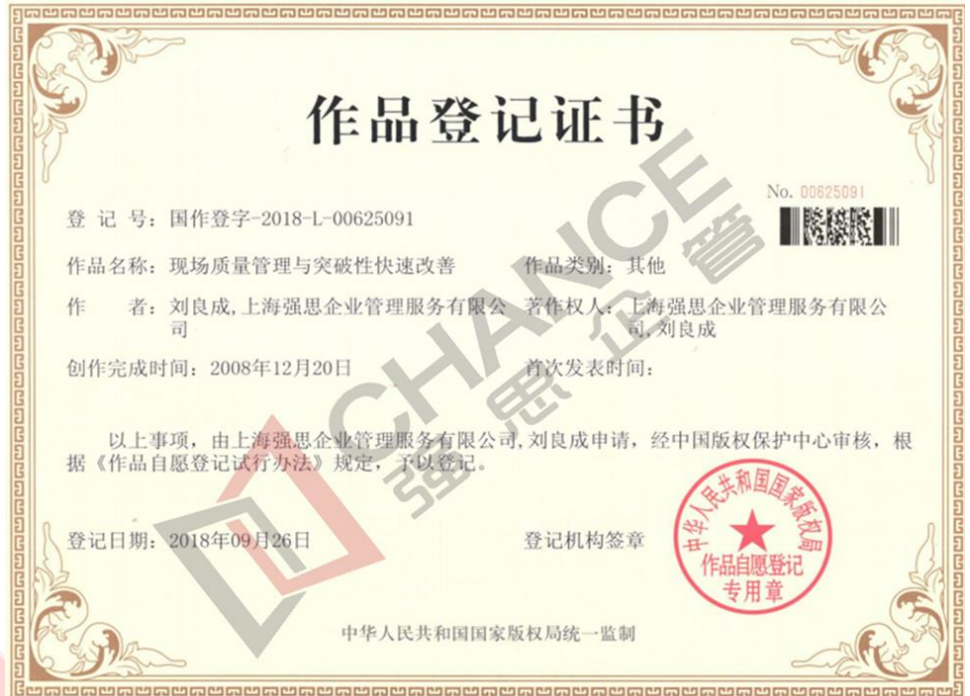 作品登记证书
No. 00625091
登 记 号：国作登字-2018-L-00625091
作品名称：现场质量管理与突破性快速改善 作品类别：其他
作 者：刘良成,上海强思企业管理服务有限公 著作权人：上海强思企业管理服务有限公
司 司,刘良成
创作完成时间：2008年12月20日 首次发表时间：
以上事项，由上海强思企业管理服务有限公司,刘良成申请，经中国版权保护中心审核，根
据《作品自愿登记试行办法》规定，予以登记.
登记日期：2018年09月26日 登记机构签章
中华人民共和国国家版权局
作品自愿登记
专用章
中华人民共和国国家版权局统一监制
CHANCE
强思企管